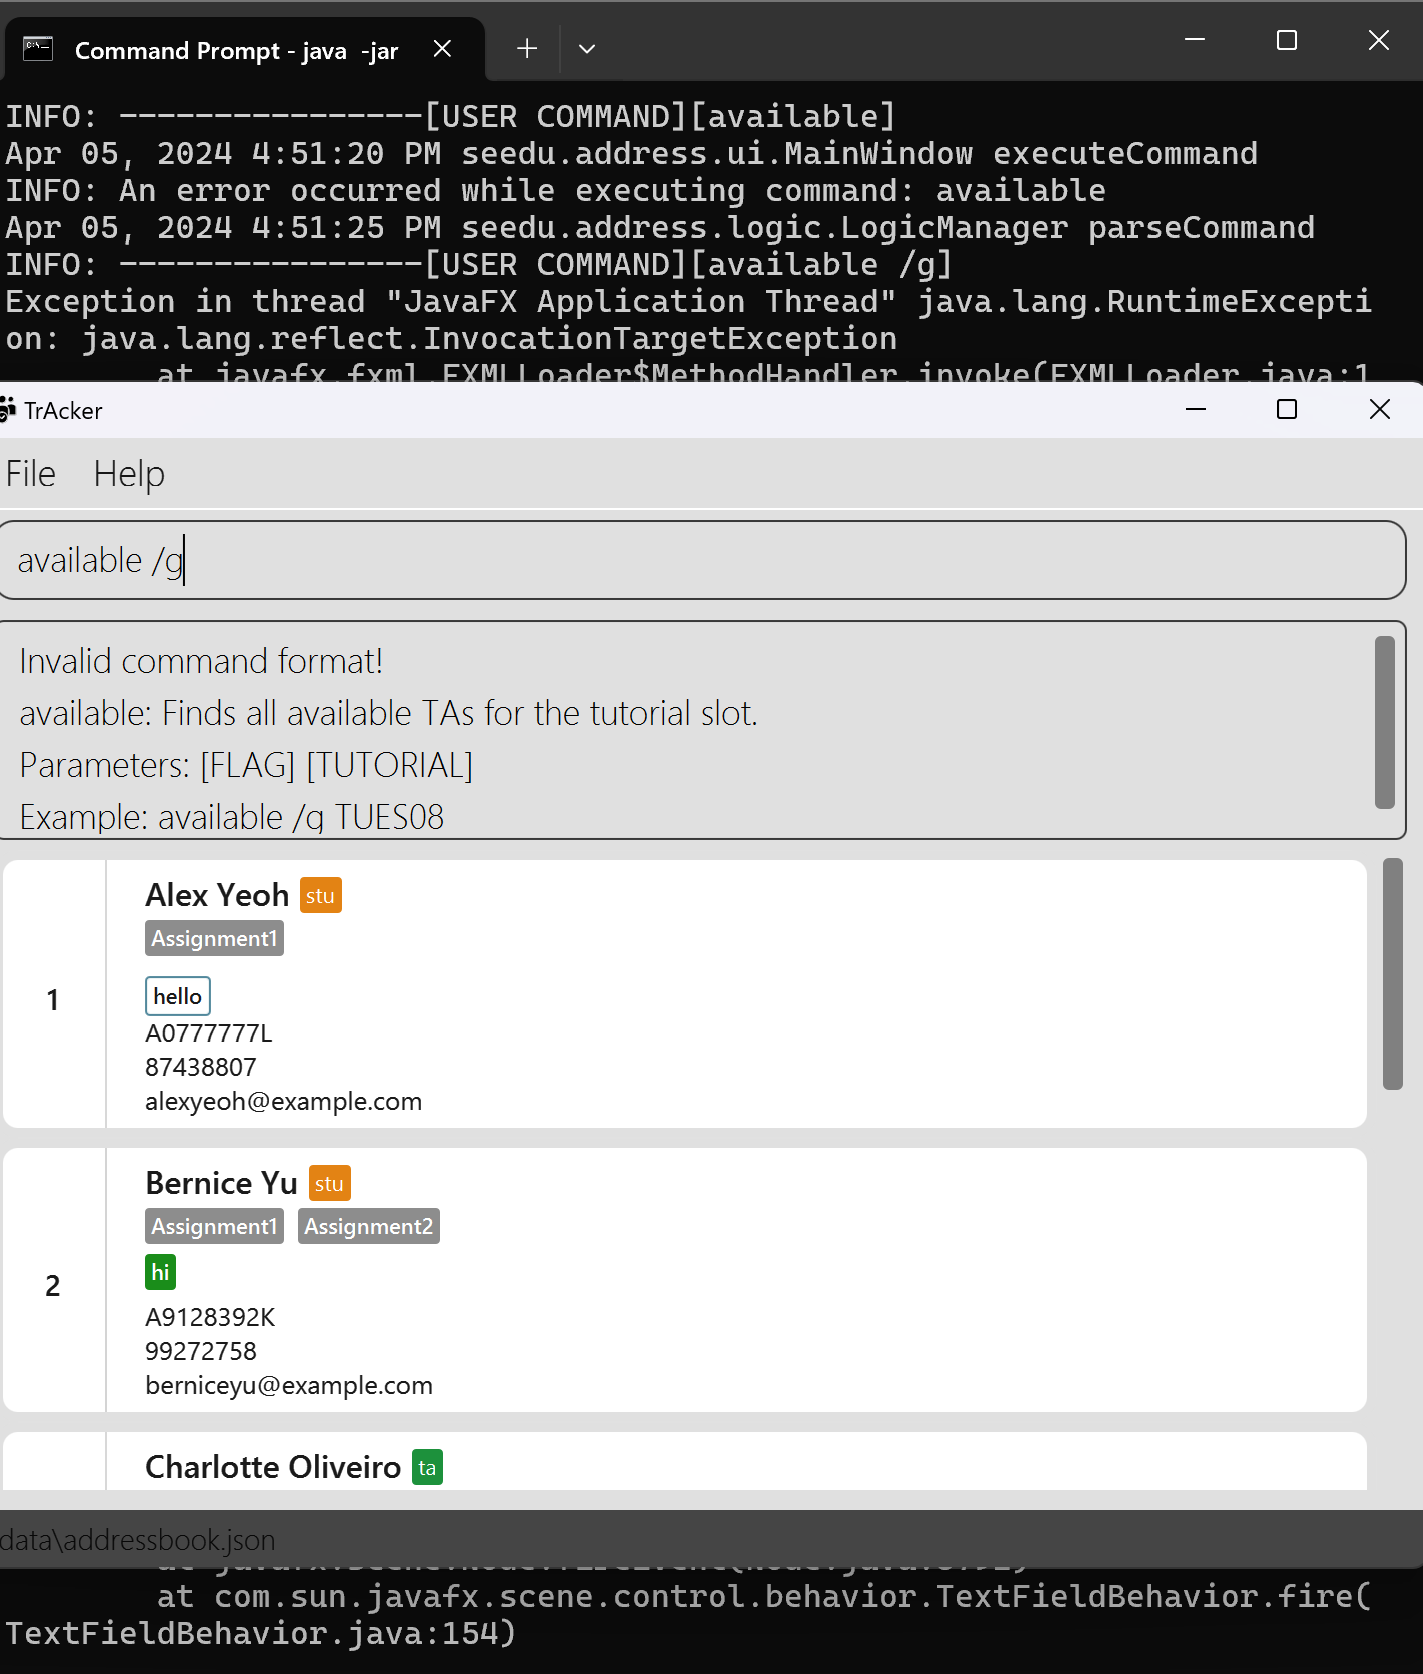 Command Prompt - java -jar
INFO: ----------------[USER COMMAND][available]
Apr 05, 2024 4:51:20 PM seedu.address.ui.MainWindow executeCommand
INFO: An error occurred while executing command: available
Apr 05, 2024 4:51:25 PM seedu.address.logic.LogicManager parseCommand
INFO: ----------------[USER COMMAND][available /g]
Exception in thread "JavaFX Application Thread" java.lang.RuntimeExcepti
on: java.lang.reflect.InvocationTargetException
at javafx.fxml.FXMLLoader$MethodHandler.invoke(FXMLLoader.java:1
TrAcker
File Help
available /g
Invalid command format!
available: Finds all available TAs for the tutorial slot.
Parameters: [FLAG] [TUTORIAL]
Example: available /g TUES08
Alex Yeoh stu
Assignment1
1
hello
A0777777L
87438807
alexyeoh@example.com
Bernice Yu stu
Assignment1 Assignment2
2
hi
A9128392K
99272758
berniceyu@example.com
Charlotte Oliveiro ta
data\addressbook.json
at com.sun.javafx.scene.control.behavior.TextFieldBehavior.fire(
TextFieldBehavior.java:154)